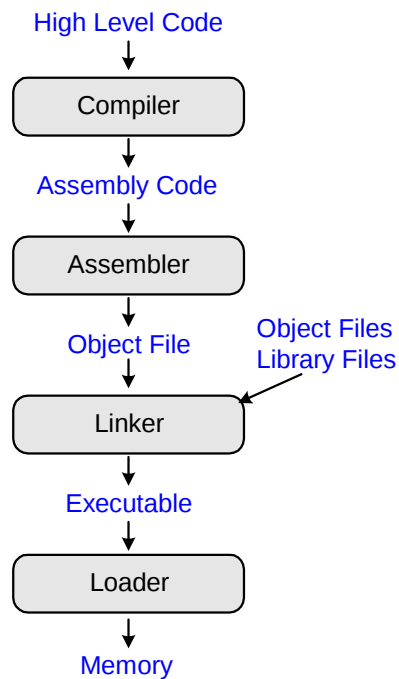 High Level Code
Compiler
Assembly Code
Assembler
Object File
Object Files
Library Files
Linker
Executable
Loader
Memory